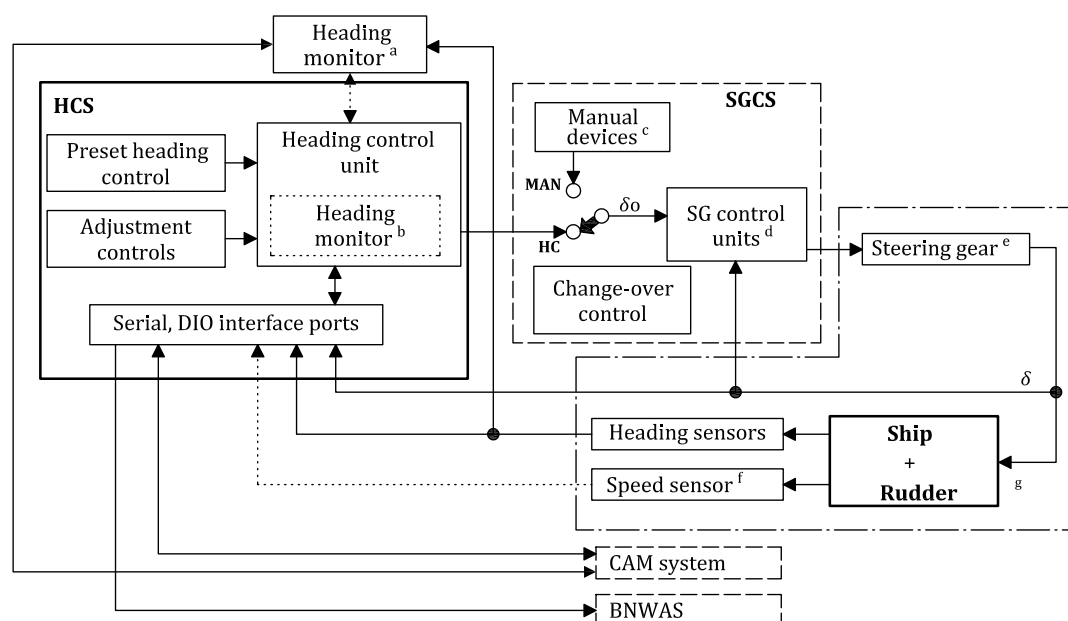 Heading
monitor a
HCS
SGCS
Preset heading
control
Heading control
unit
Manual
devices c
MAN
δo
Adjustment
controls
Heading
monitor b
HC
SG control
units d
Steering gear e
Change-over
control
Serial, DIO interface ports
δ
Heading sensors
Ship
+
Rudder
g
Speed sensor f
CAM system
BNWAS